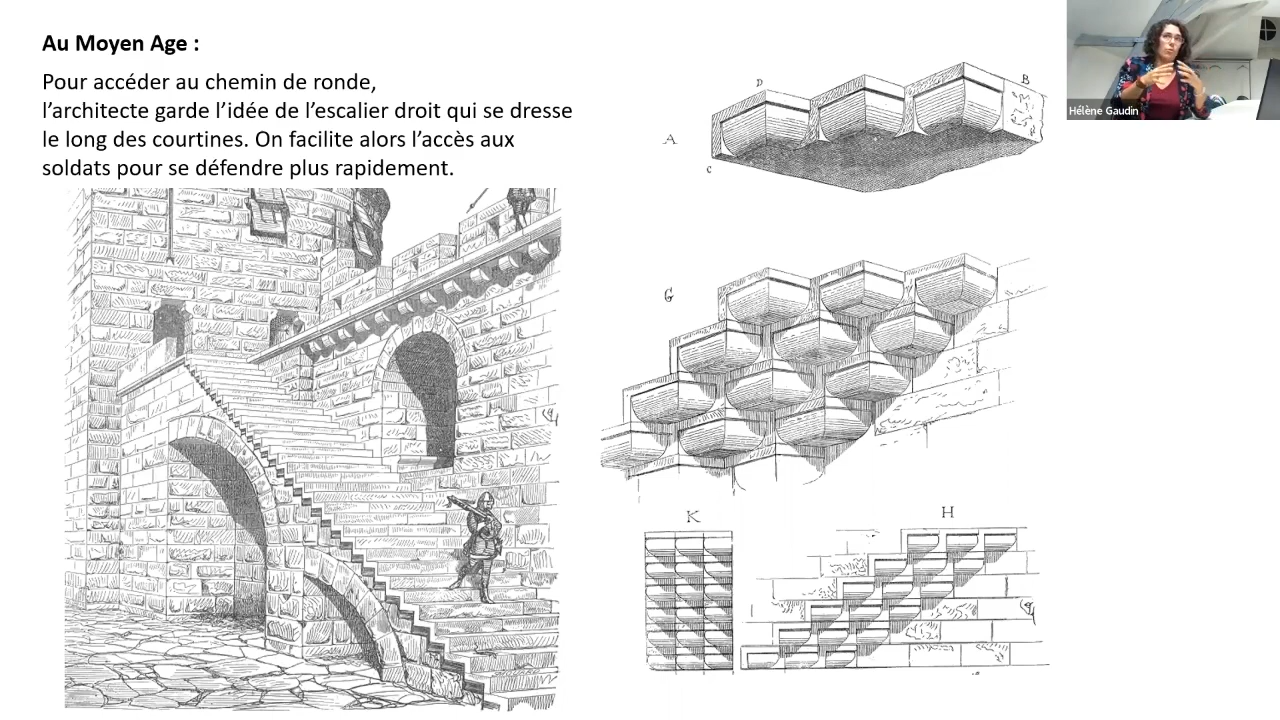 Au Moyen Age :
Pour accéder au chemin de ronde,
l’architecte garde l’idée de l’escalier droit qui se dresse
le long des courtines. On facilite alors l’accès aux
soldats pour se défendre plus rapidement.
Hélène Gaudin
D
B
A
C
G
K
H